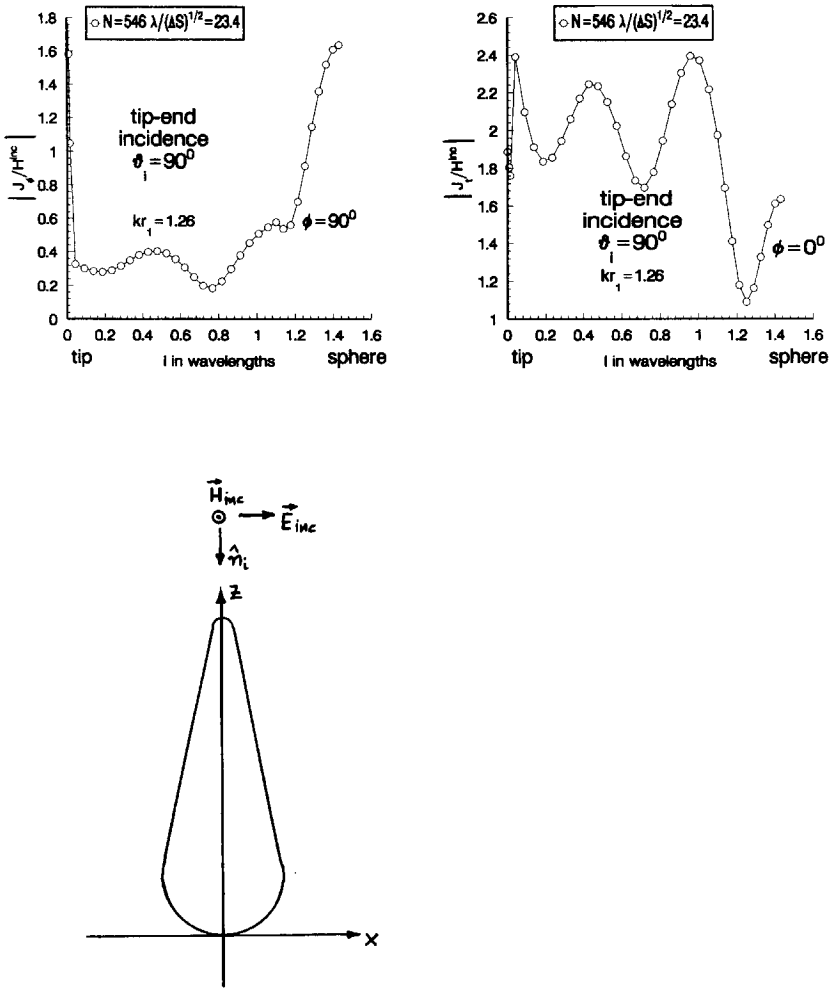 N=546 λ/(ΔS)^1/2=23.4
1.8
1.6
1.4
1.2
1
0.8
0.6
0.4
0.2
0
|J_ϕ/H^inc|
tip-end
incidence
ϑ_i=90^0
kr_1=1.26
ϕ=90^0
0 0.2 0.4 0.6 0.8 1 1.2 1.4 1.6
tip l in wavelengths sphere
N=546 λ/(ΔS)^1/2=23.4
2.6
2.4
2.2
2
1.8
1.6
1.4
1.2
1
|J_t/H^inc|
tip-end
incidence
ϑ_i=90^0
kr_1=1.26
ϕ=0^0
0 0.2 0.4 0.6 0.8 1 1.2 1.4 1.6
tip l in wavelengths sphere
H_inc
E_inc
n̂_i
z
x